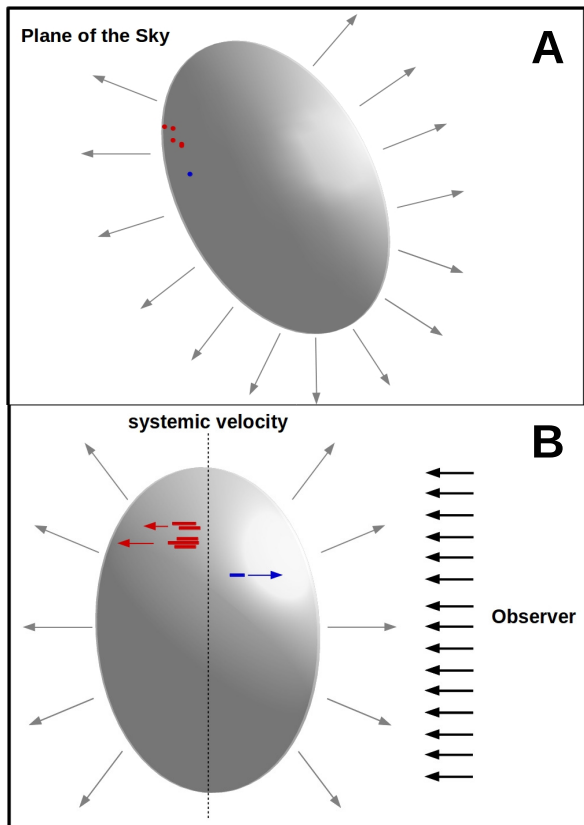 Plane of the Sky
A
systemic velocity
B
Observer